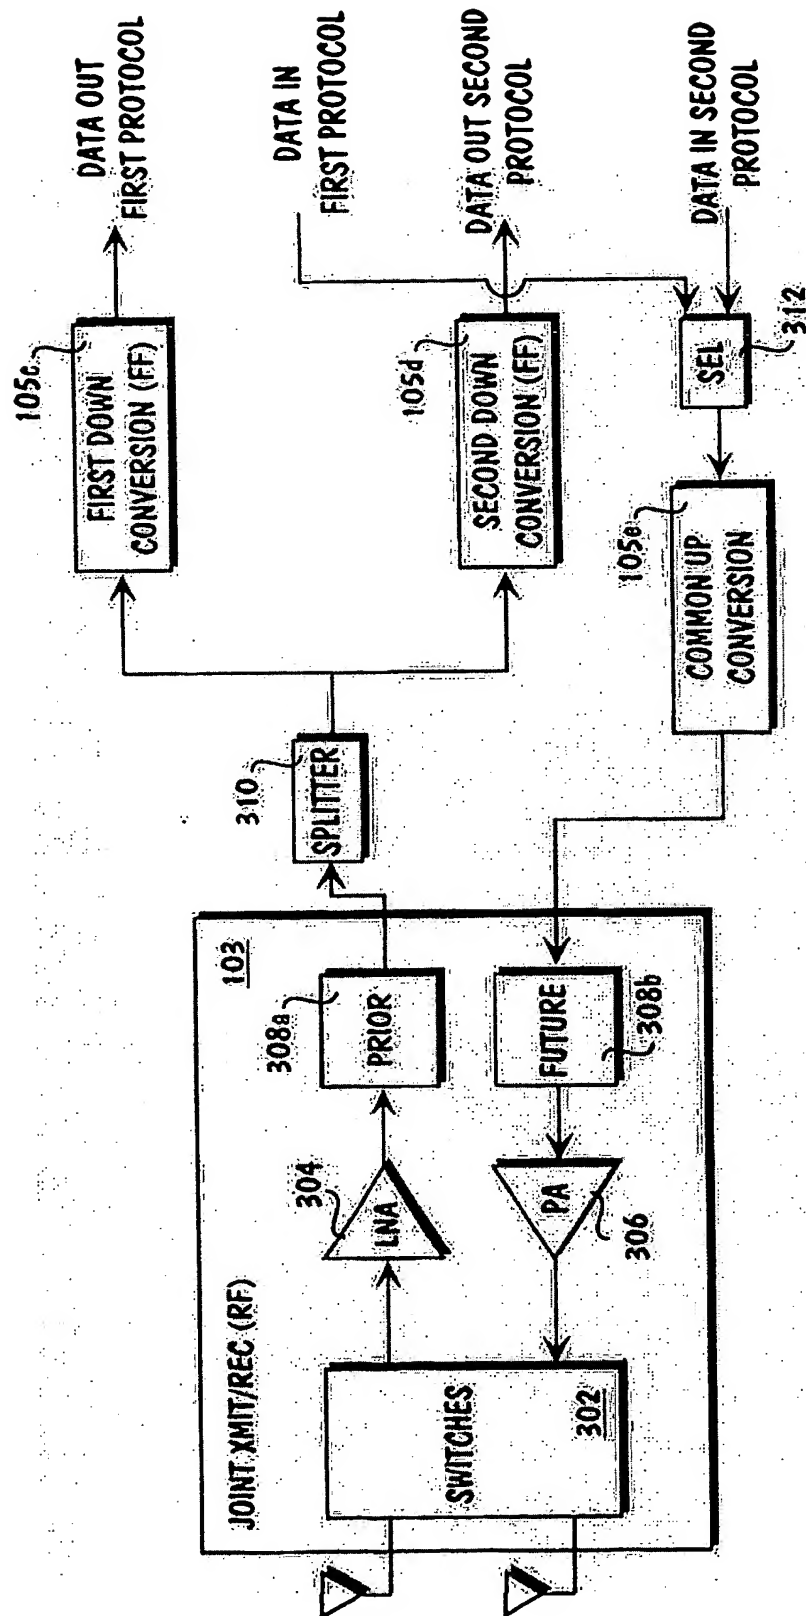 JOINT XMIT/REC (RF)
103
SWITCHES
302
304
LNA
308a
PRIOR
PA
306
FUTURE
308b
310
SPLITTER
105c
FIRST DOWN
CONVERSION (FF)
DATA OUT
FIRST PROTOCOL
DATA IN
FIRST PROTOCOL
105d
SECOND DOWN
CONVERSION (FF)
DATA OUT SECOND
PROTOCOL
105e
COMMON UP
CONVERSION
SEL
312
DATA IN SECOND
PROTOCOL